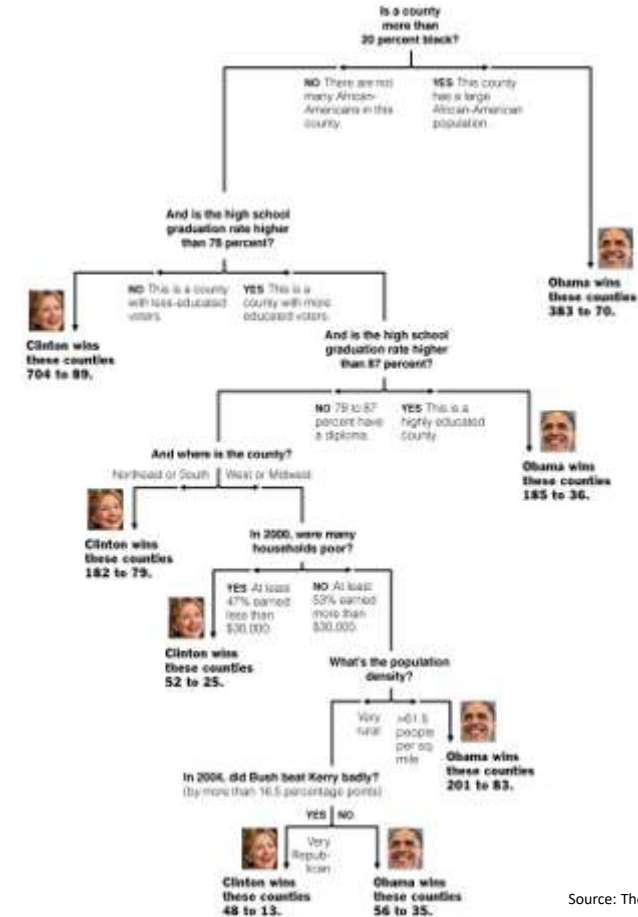 Is a county
more than
20 percent black?
NO There are not
many African-
Americans in this
county.
YES This county
has a large
African-American
population.
And is the high school
graduation rate higher
than 78 percent?
Obama wins
these counties
383 to 70.
NO This is a county
with less-educated
voters.
YES This is a
county with more
educated voters.
Clinton wins
these counties
704 to 89.
And is the high school
graduation rate higher
than 87 percent?
NO 78 to 87
percent have
a diploma.
YES This is a
highly educated
county.
Obama wins
these counties
185 to 36.
And where is the county?
Northeast or South
West or Midwest
Clinton wins
these counties
182 to 79.
In 2000, were many
households poor?
YES At least
47% earned
less than
$30,000.
NO At least
53% earned
more than
$30,000.
Clinton wins
these counties
52 to 25.
What's the population
density?
Very
rural
>61.5
people
per sq.
mile
Obama wins
these counties
201 to 83.
In 2004, did Bush beat Kerry badly?
(by more than 16.5 percentage points)
YES
NO
Very
Repub-
lican
Clinton wins
these counties
48 to 13.
Obama wins
these counties
56 to 35.
Source: Th